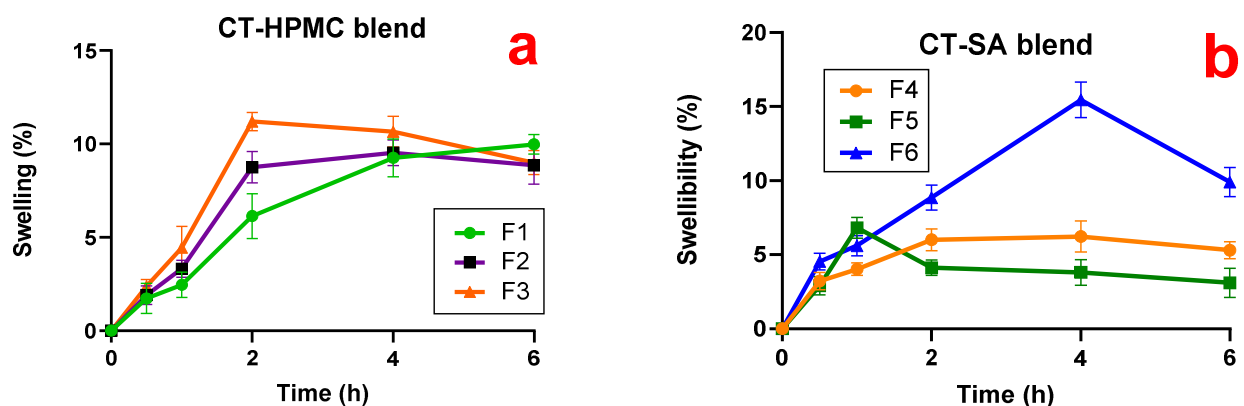 CT-HPMC blend
a
15
10
5
0
Swelling (%)
F1
F2
F3
0 2 4 6
Time (h)
CT-SA blend
b
20
15
10
5
0
Swellibility (%)
F4
F5
F6
0 2 4 6
Time (h)